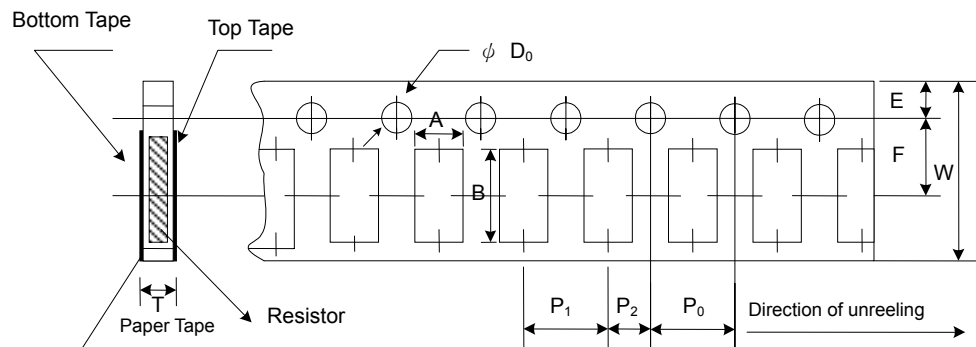 Bottom Tape
Top Tape
ψ D₀
E
A
F
W
B
T
Paper Tape
Resistor
P₁
P₂
P₀
Direction of unreeling